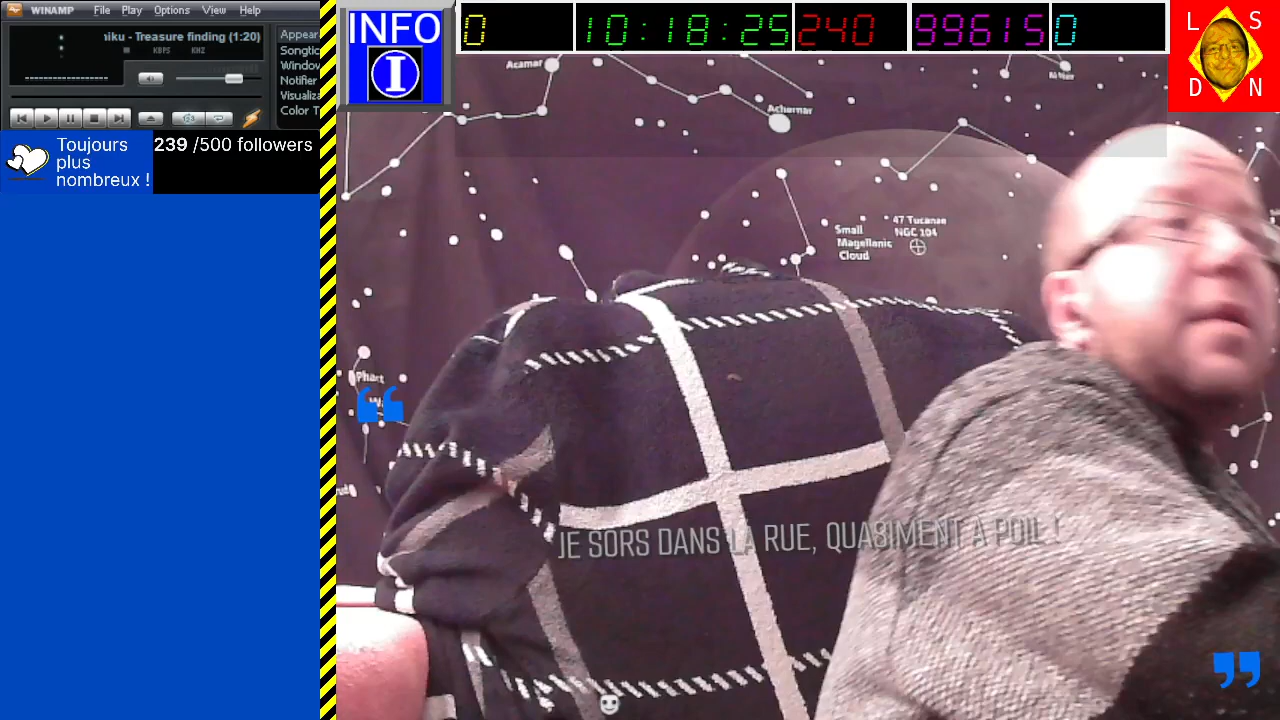 WINAMP File Play Options View Help
niku - Treasure finding (1:20)
KBPS KHZ
Appear
Songtic
Window
Notifier
Visualiz
Color T
Toujours
plus
nombreux !
239 /500 followers
INFO
I
0 10:18:25 240 99615 0
L S
D N
Acamar
Achernar
47 Tucanae
NGC 104
Small
Magellanic
Cloud
Phact
“
JE SORS DANS LA RUE, QUASIMENT A POIL !
”